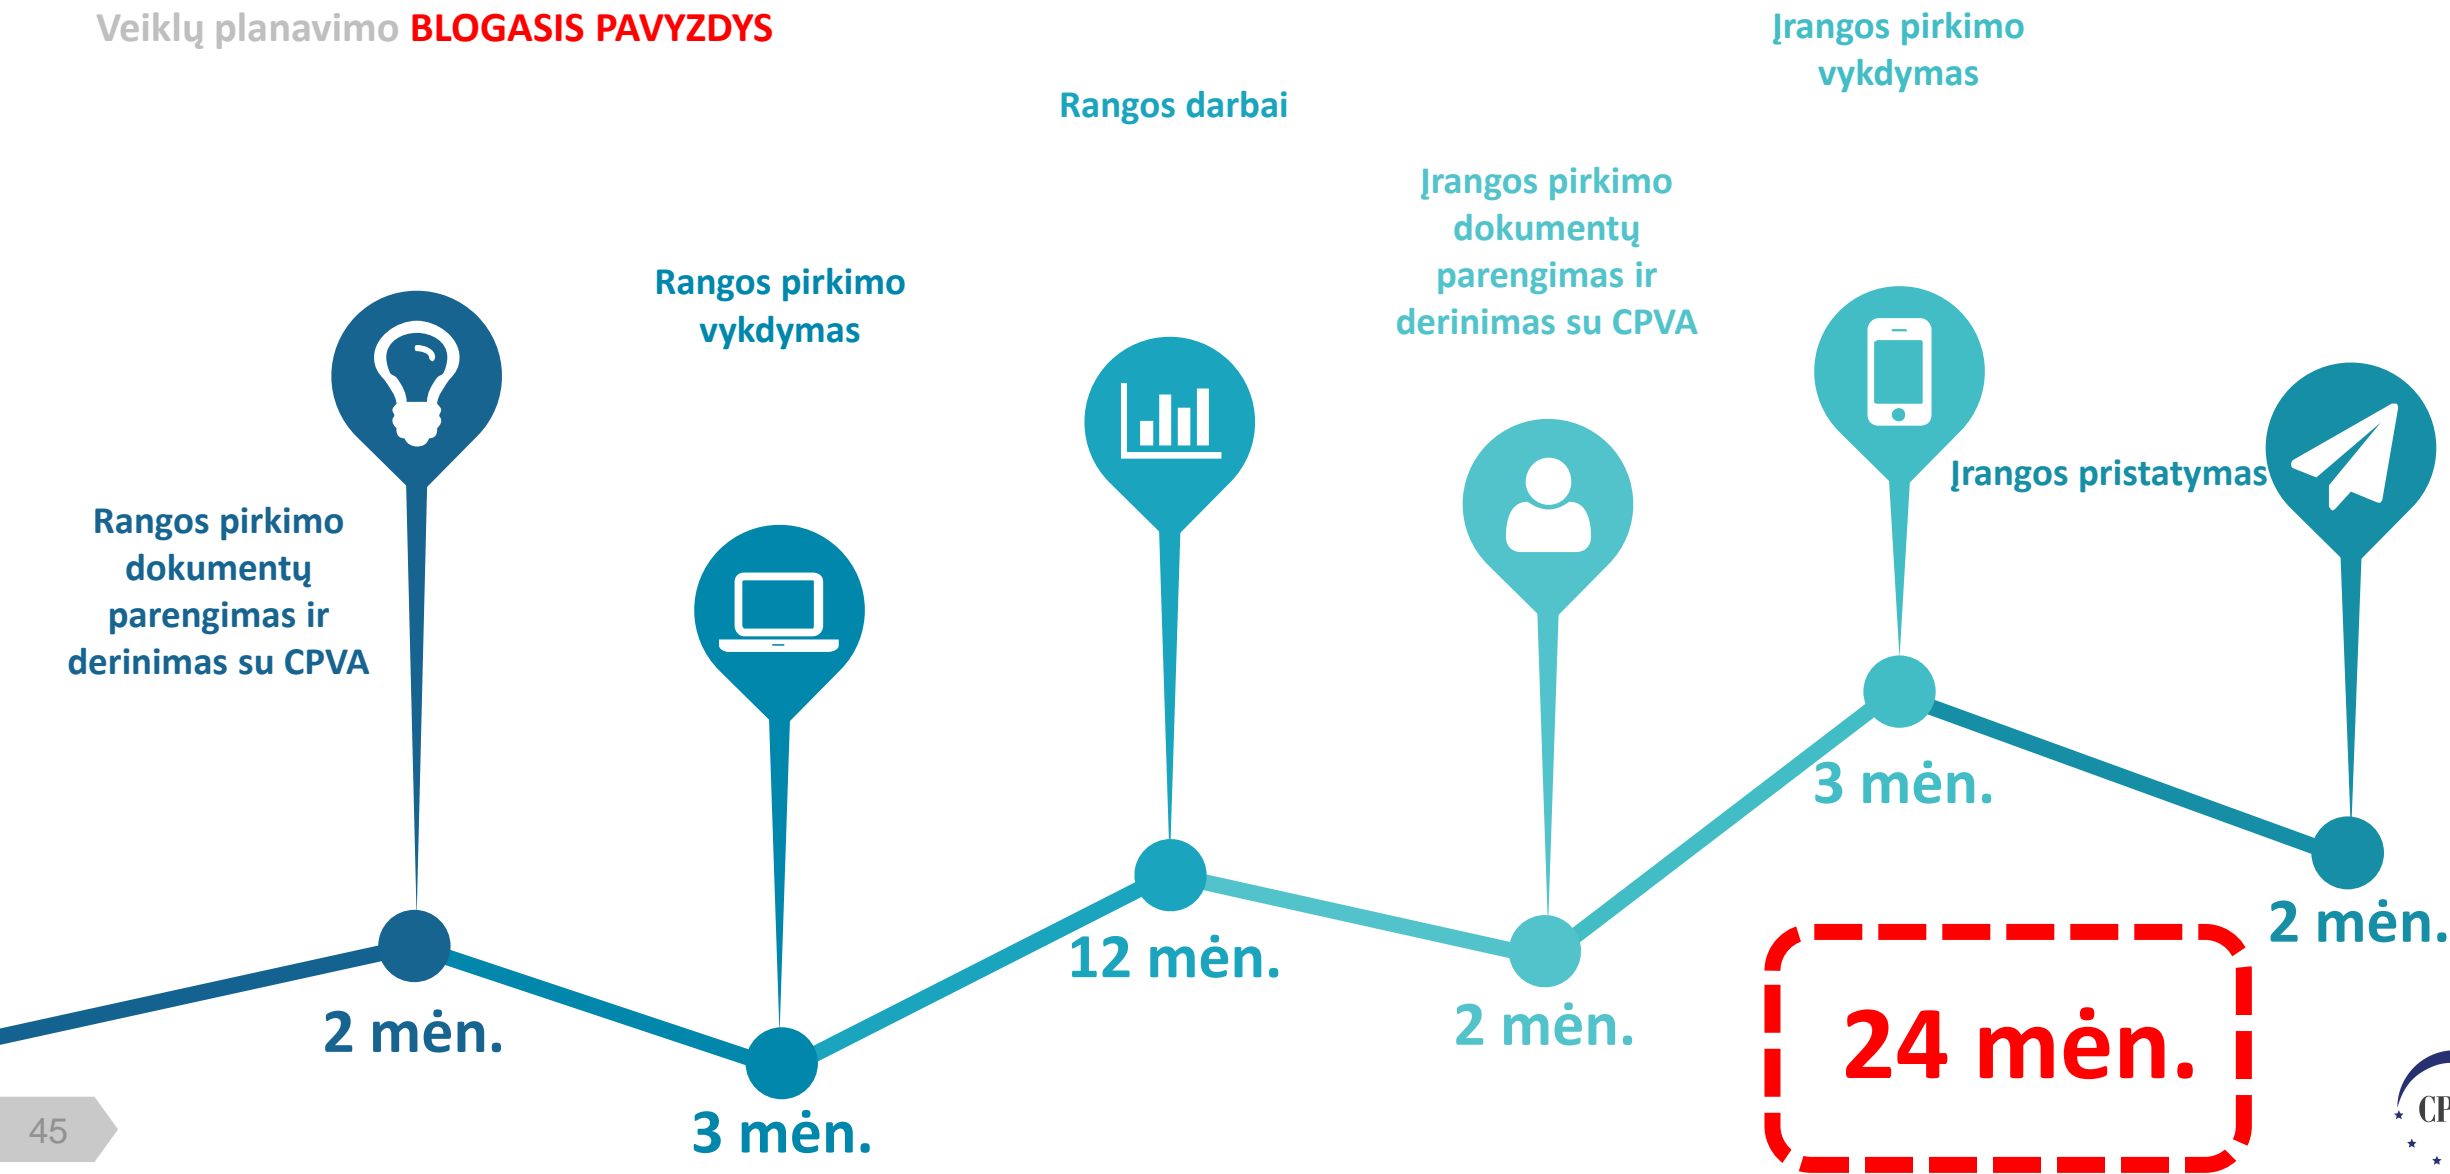 Veiklų planavimo BLOGASIS PAVYZDYS
Rangos pirkimo
dokumentų
parengimas ir
derinimas su CPVA
2 mėn.
Rangos pirkimo
vykdymas
3 mėn.
Rangos darbai
12 mėn.
Įrangos pirkimo
dokumentų
parengimas ir
derinimas su CPVA
2 mėn.
Įrangos pirkimo
vykdymas
3 mėn.
Įrangos pristatymas
2 mėn.
24 mėn.
45
CP